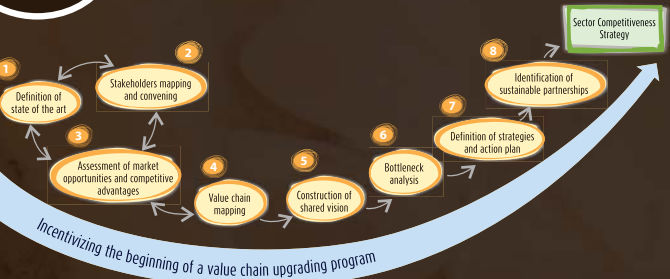 1
Definition of
state of the art
2
Stakeholders mapping
and convening
3
Assessment of market
opportunities and competitive
advantages
4
Value chain
mapping
5
Construction of
shared vision
6
Bottleneck
analysis
7
Definition of strategies
and action plan
8
Identification of
sustainable partnerships
Sector Competitiveness
Strategy
Incentivizing the beginning of a value chain upgrading program